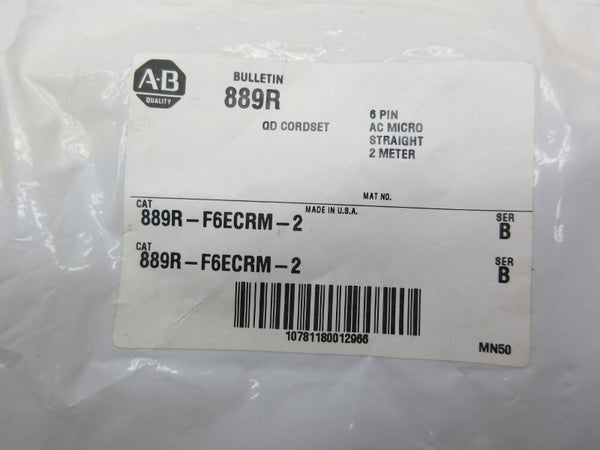 A-B
QUALITY
BULLETIN
889R
QD CORDSET
6 PIN
AC MICRO
STRAIGHT
2 METER
MAT NO.
CAT
MADE IN U.S.A.
SER
889R-F6ECRM-2
B
CAT
SER
889R-F6ECRM-2
B
10781180012966
MN50